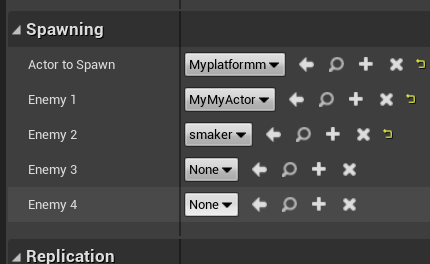 Spawning
Actor to Spawn Myplatformm
Enemy 1 MyMyActor
Enemy 2 smaker
Enemy 3 None
Enemy 4 None
Replication